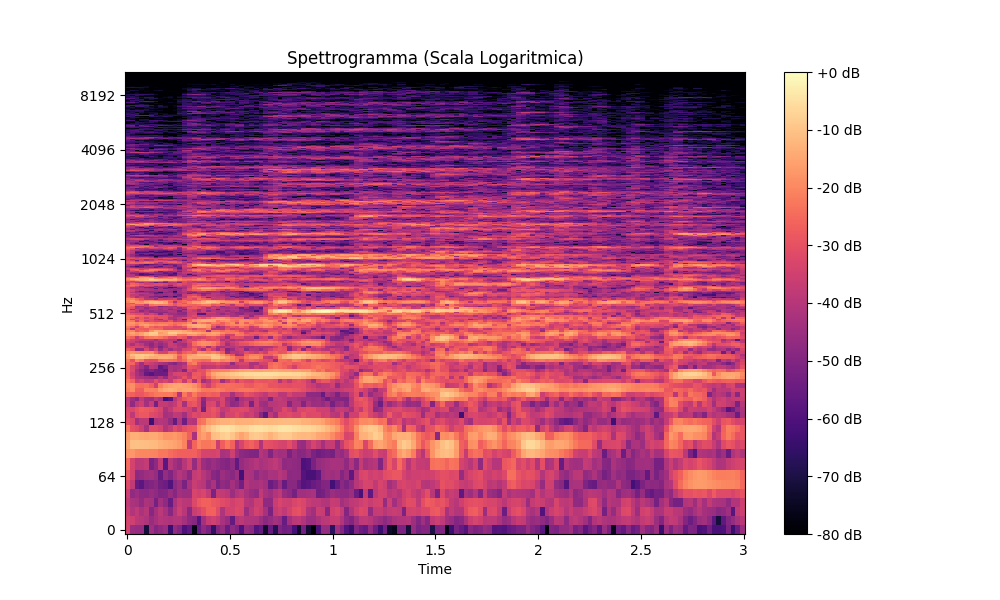 Spettrogramma (Scala Logaritmica)
8192
4096
2048
1024
512
256
128
64
0
Hz
0
0.5
1
1.5
2
2.5
3
Time
+0 dB
-10 dB
-20 dB
-30 dB
-40 dB
-50 dB
-60 dB
-70 dB
-80 dB